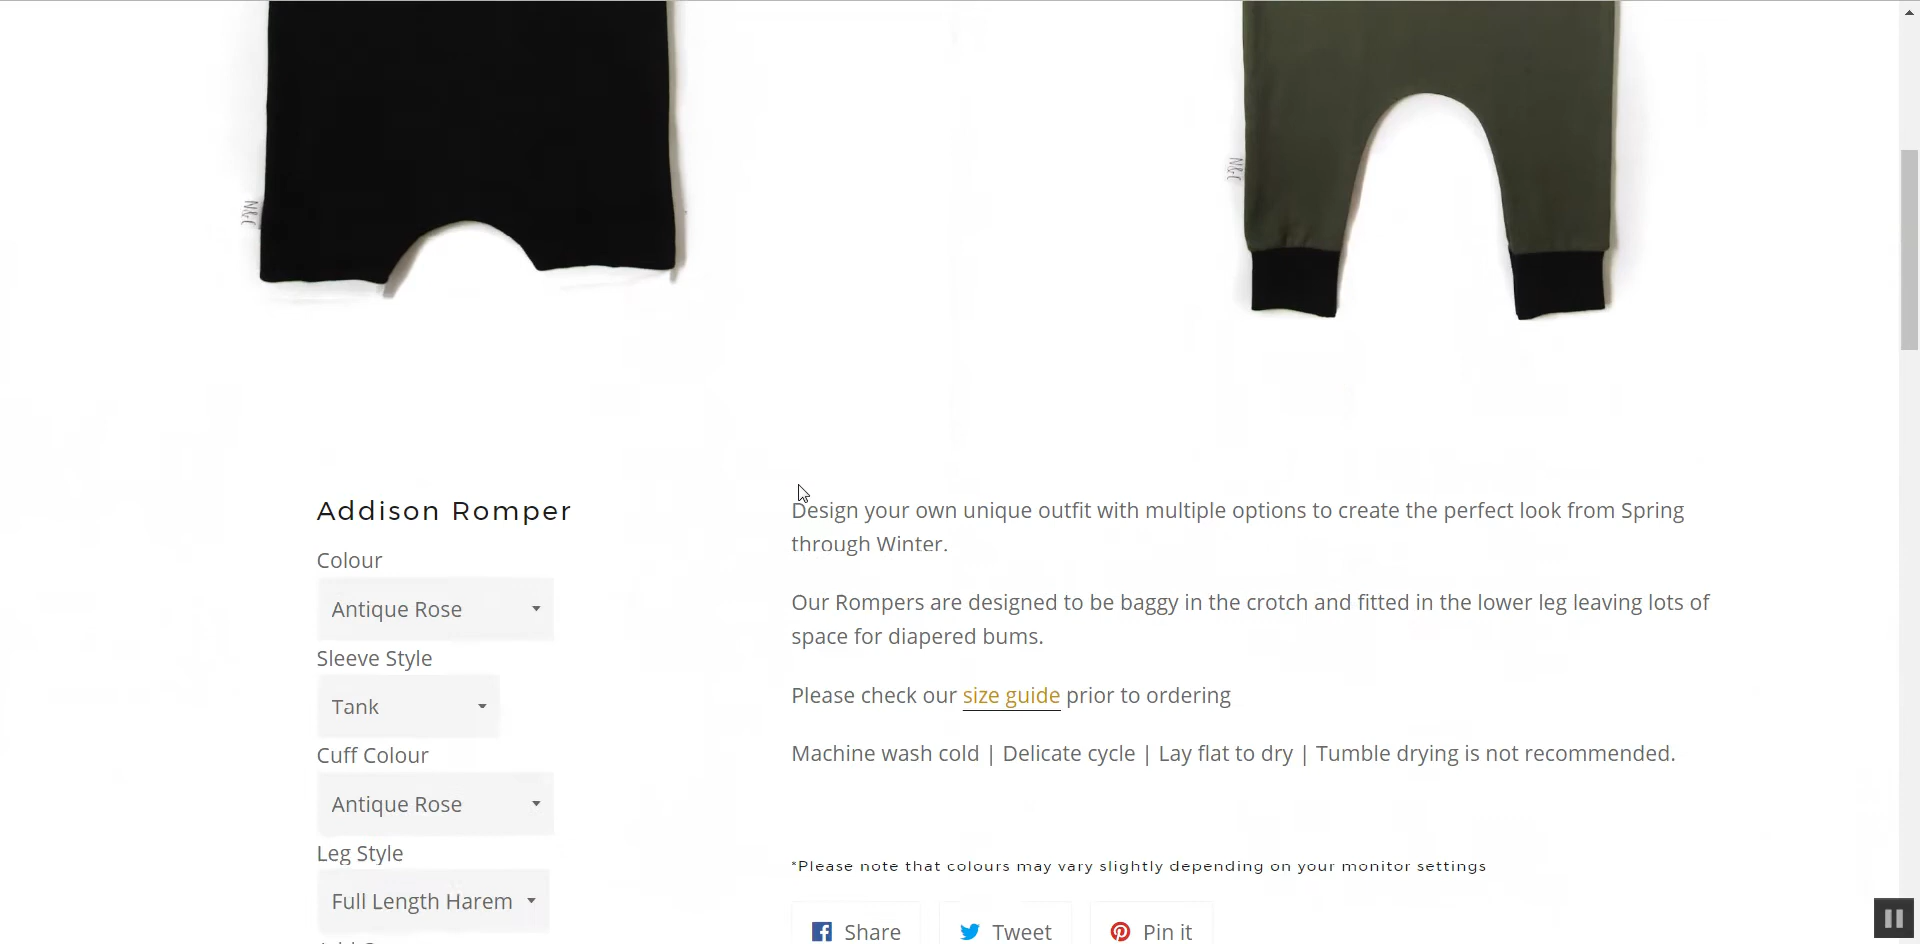 N&C
N&C
Addison Romper
Colour
Antique Rose
Sleeve Style
Tank
Cuff Colour
Antique Rose
Leg Style
Full Length Harem
Design your own unique outfit with multiple options to create the perfect look from Spring
through Winter.
Our Rompers are designed to be baggy in the crotch and fitted in the lower leg leaving lots of
space for diapered bums.
Please check our size guide prior to ordering
Machine wash cold | Delicate cycle | Lay flat to dry | Tumble drying is not recommended.
*Please note that colours may vary slightly depending on your monitor settings
Share Tweet Pin it